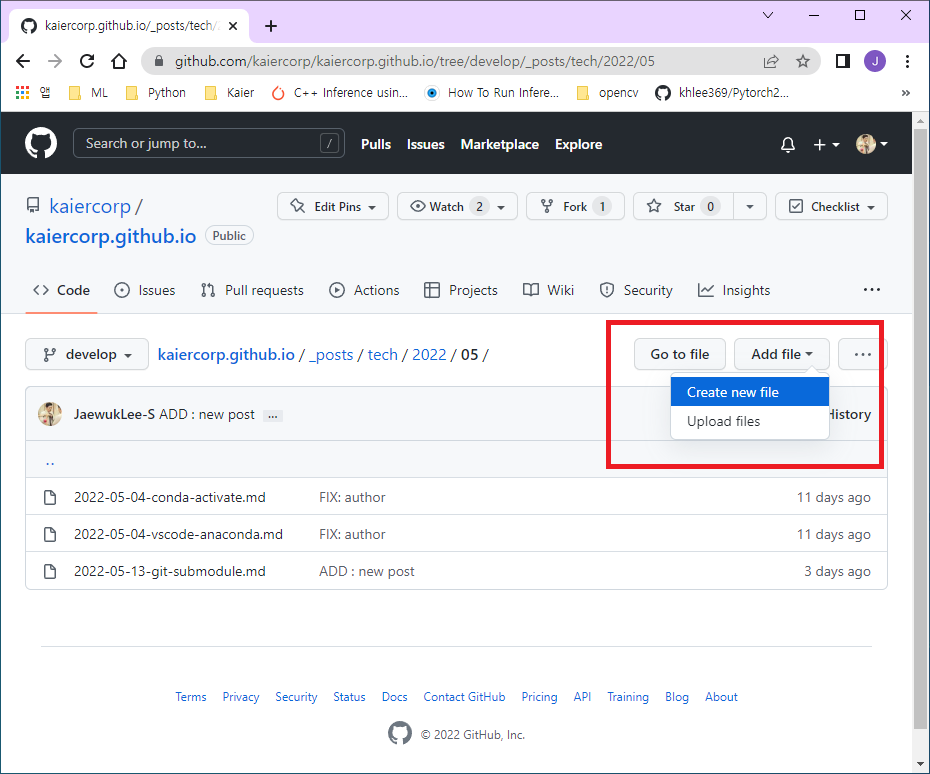 kaiercorp.github.io/_posts/tech/
github.com/kaiercorp/kaiercorp.github.io/tree/develop/_posts/tech/2022/05
J
ML Python Kaier C++ Inference usin... How To Run Infere... opencv khlee369/Pytorch2... »
Search or jump to... / Pulls Issues Marketplace Explore
kaiercorp / Edit Pins Watch 2 Fork 1 Star 0 Checklist
kaiercorp.github.io Public
Code Issues Pull requests Actions Projects Wiki Security Insights ...
develop kaiercorp.github.io / _posts / tech / 2022 / 05 / Go to file Add file ...
Create new file
JaewukLee-S ADD : new post ... History
Upload files
..
2022-05-04-conda-activate.md FIX: author 11 days ago
2022-05-04-vscode-anaconda.md FIX: author 11 days ago
2022-05-13-git-submodule.md ADD : new post 3 days ago
Terms Privacy Security Status Docs Contact GitHub Pricing API Training Blog About
© 2022 GitHub, Inc.